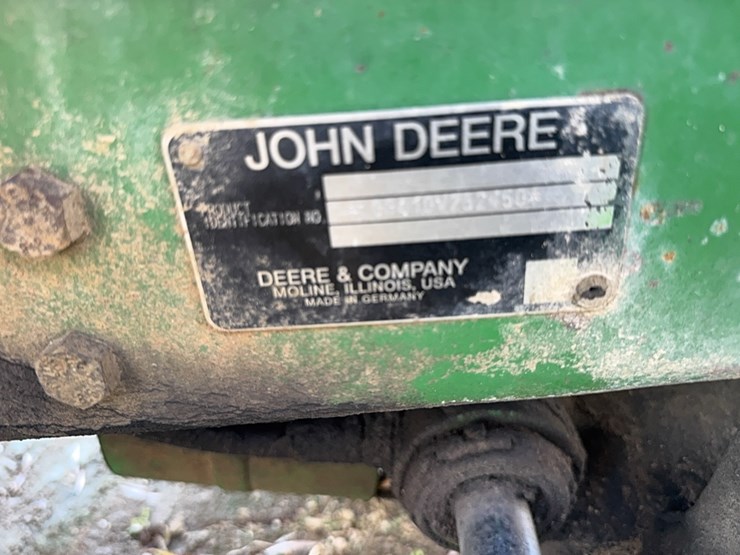 JOHN DEERE
PRODUCT
IDENTIFICATION NO.
DEERE & COMPANY
MOLINE, ILLINOIS, USA
MADE IN GERMANY